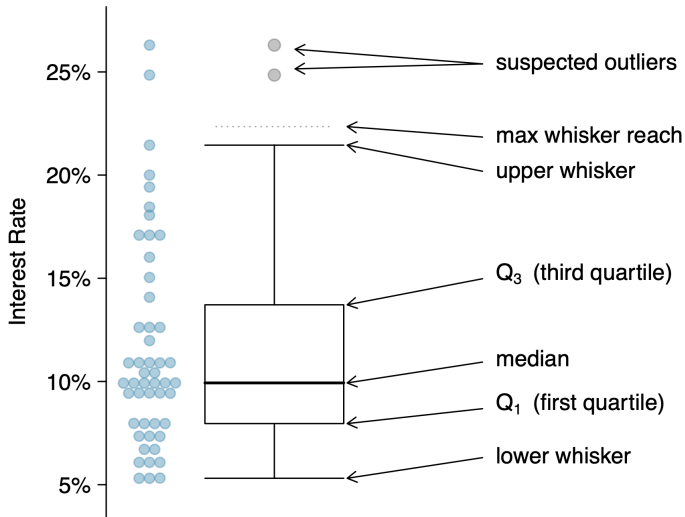 Interest Rate
25%
20%
15%
10%
5%
suspected outliers
max whisker reach
upper whisker
Q3 (third quartile)
median
Q1 (first quartile)
lower whisker